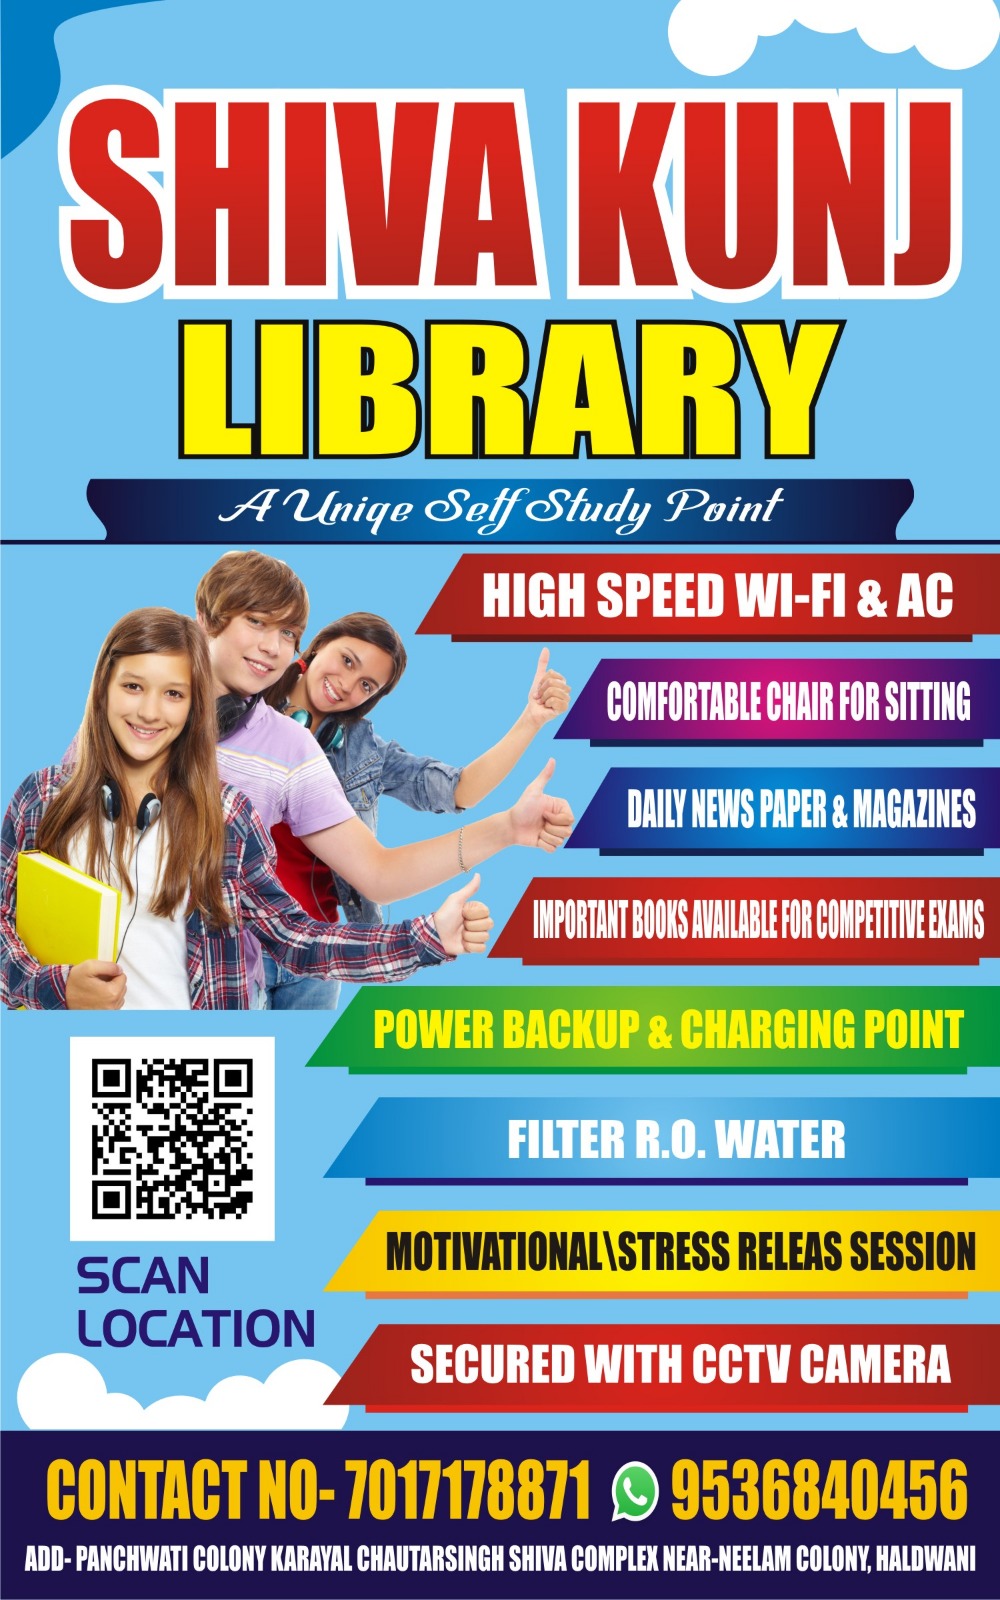 SHIVA KUNJ
LIBRARY
A Uniqe Self Study Point
HIGH SPEED WI-FI & AC
COMFORTABLE CHAIR FOR SITTING
DAILY NEWS PAPER & MAGAZINES
IMPORTANT BOOKS AVAILABLE FOR COMPETITIVE EXAMS
POWER BACKUP & CHARGING POINT
FILTER R.O. WATER
MOTIVATIONAL\STRESS RELEAS SESSION
SECURED WITH CCTV CAMERA
SCAN
LOCATION
CONTACT NO- 7017178871 9536840456
ADD- PANCHWATI COLONY KARAYAL CHAUTARSINGH SHIVA COMPLEX NEAR-NEELAM COLONY, HALDWANI